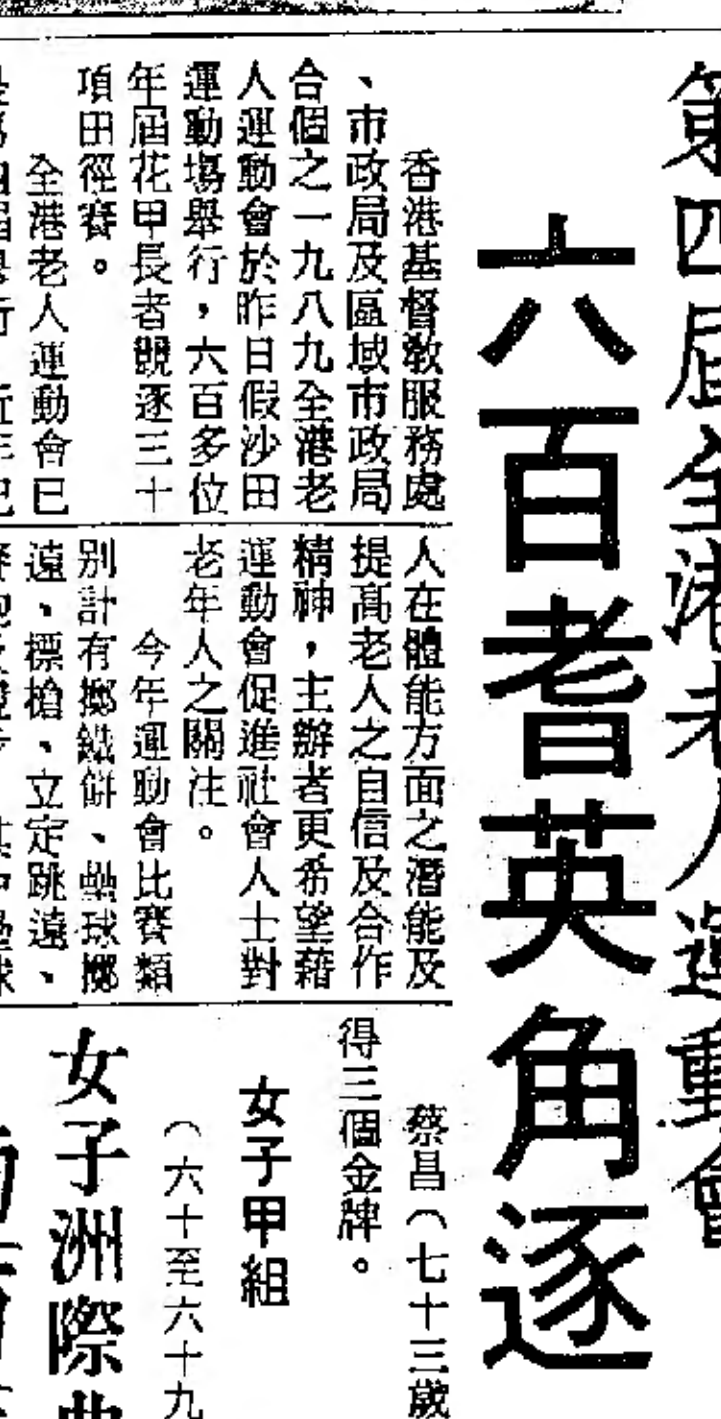 第四屆全港老人運動會
六百耆英角逐
香港基督敎服務處
、市政局及區域市政局
合個之一九八九全港老
人運動會於昨日假沙田
運動塲舉行，六百多位
年屆花甲長者競逐三十
項田徑賽。
全港老人運動會已
人在體能方面之潛能及
提高老人之自信及合作
精神，主辦者更希望藉
運動會促進社會人士對
老年人之關注。
今年運動會比賽類
別計有擲鐵餅、壘球擲
遠、標槍、立定跳遠、
蔡昌（七十三歲
得三個金牌。
女子甲組
（六十至六十九
女子洲際